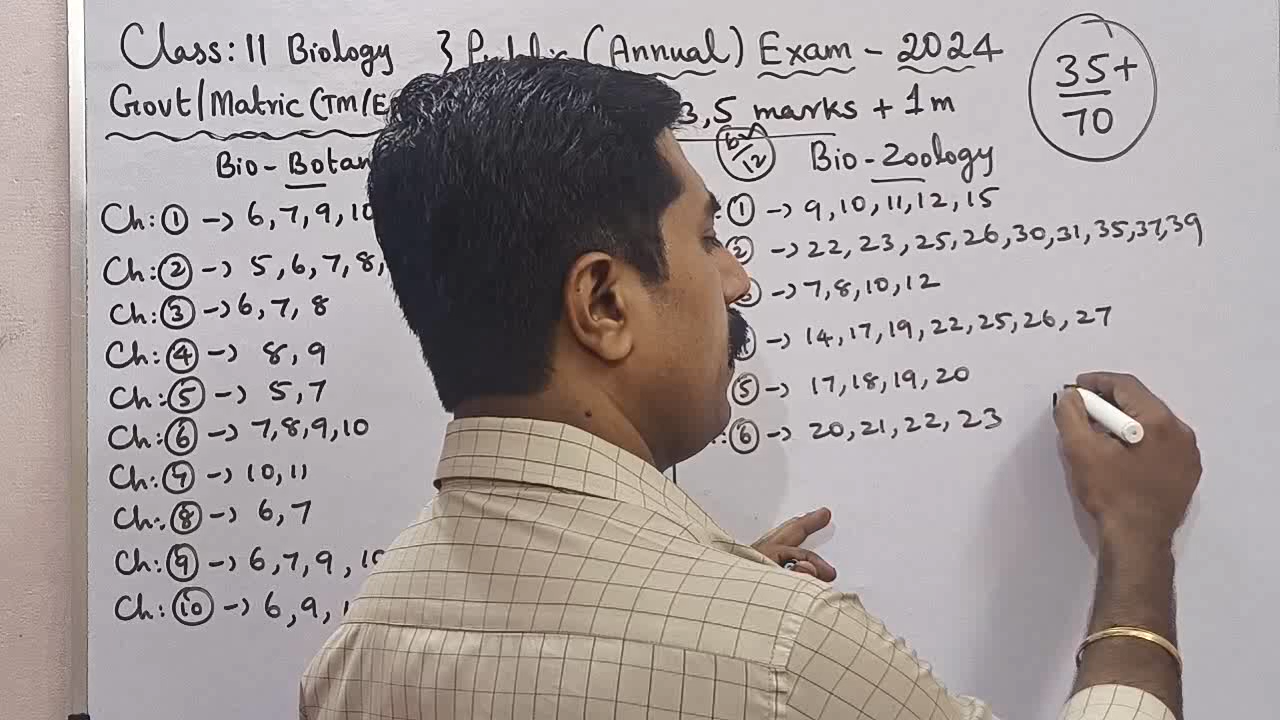 Class: 11 Biology } Public (Annual) Exam - 2024
35+
70
Govt/Matric (TM/E
3, 5 marks + 1m
Bio-Botan
Ch: 1 -> 6, 7, 9, 10
Ch: 2 -> 5, 6, 7, 8,
Ch: 3 -> 6, 7, 8
Ch: 4 -> 8, 9
Ch: 5 -> 5, 7
Ch: 6 -> 7, 8, 9, 10
Ch: 7 -> 10, 11
Ch: 8 -> 6, 7
Ch: 9 -> 6, 7, 9, 10
Ch: 10 -> 6, 9,
12
Bio-Zoology
1 -> 9, 10, 11, 12, 15
2 -> 22, 23, 25, 26, 30, 31, 35, 37, 39
3 -> 7, 8, 10, 12
4 -> 14, 17, 19, 22, 25, 26, 27
5 -> 17, 18, 19, 20
6 -> 20, 21, 22, 23